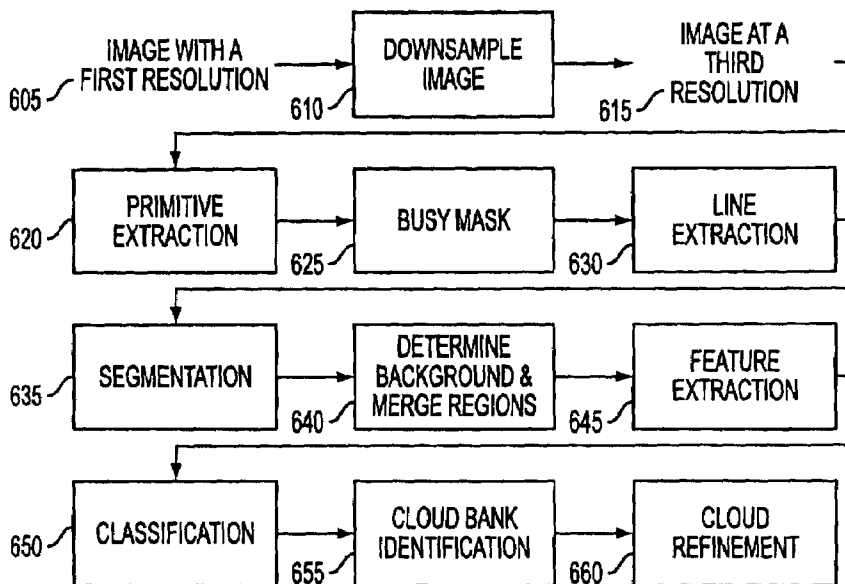 IMAGE WITH A
FIRST RESOLUTION
605
DOWNSAMPLE
IMAGE
610
IMAGE AT A
THIRD
RESOLUTION
615
PRIMITIVE
EXTRACTION
620
BUSY MASK
625
LINE
EXTRACTION
630
SEGMENTATION
635
DETERMINE
BACKGROUND &
MERGE REGIONS
640
FEATURE
EXTRACTION
645
CLASSIFICATION
650
CLOUD BANK
IDENTIFICATION
655
CLOUD
REFINEMENT
660